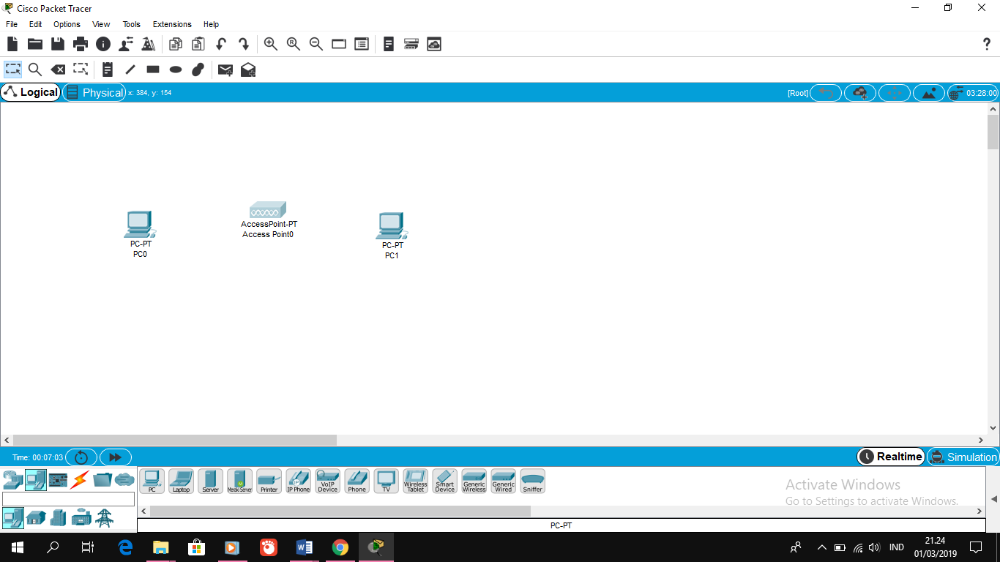 Cisco Packet Tracer
File Edit Options View Tools Extensions Help
R
?
Logical Physical x: 384, y: 154 [Root] 03:28:00
AccessPoint-PT
Access Point0
PC-PT
PC0
PC-PT
PC1
Time: 00:07:03 Realtime Simulation
PC Laptop Server Meraki Server Printer IP Phone VoIP Device Phone TV Wireless Tablet Smart Device Generic Wireless Generic Wired Sniffer
Activate Windows
Go to Settings to activate Windows.
PC-PT
IND
21.24
01/03/2019